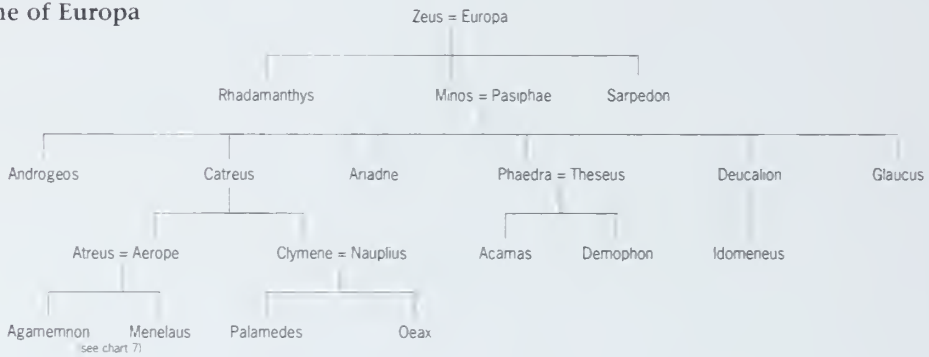 ne of Europa
Zeus = Europa
Rhadamanthys Minos = Pasiphae Sarpedon
Androgeos Catreus Ariadne Phaedra = Theseus Deucalion Glaucus
Atreus = Aerope Clymene = Nauplius Acamas Demophon Idomeneus
Agamemnon Menelaus Palamedes Oeax
(see chart 7)